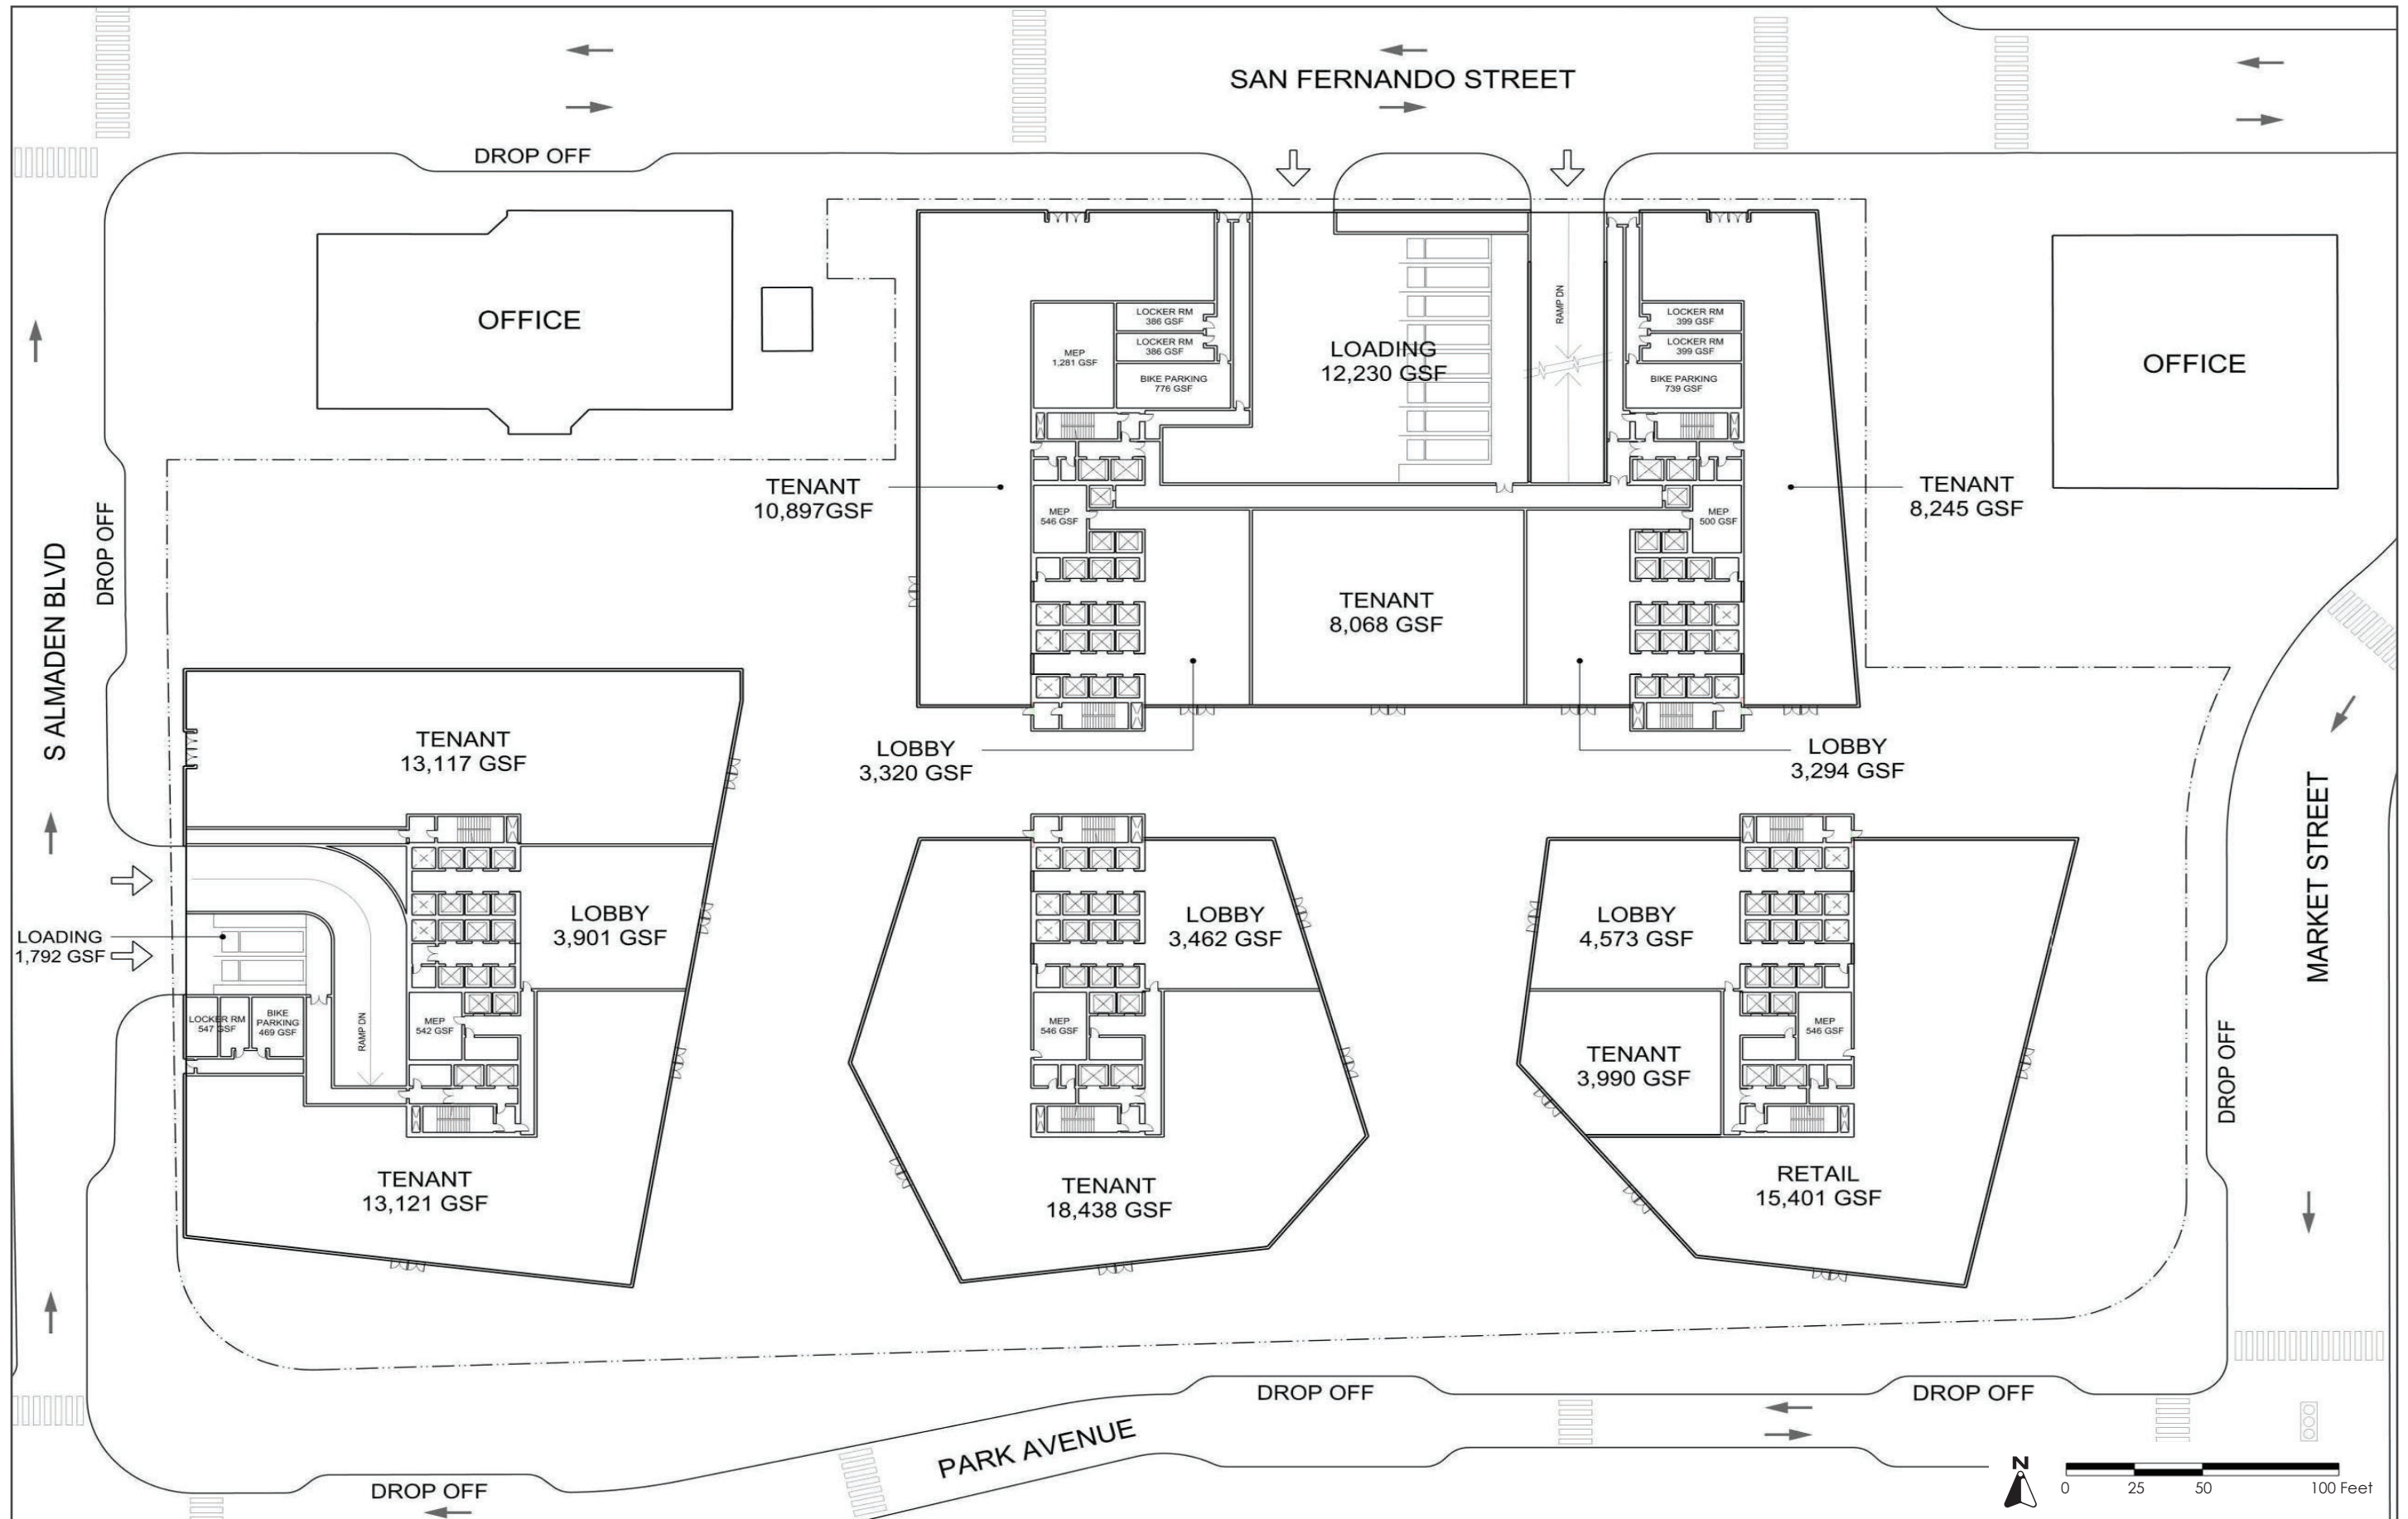 SAN FERNANDO STREET
DROP OFF
OFFICE
LOCKER RM
386 GSF
LOCKER RM
386 GSF
MEP
1,281 GSF
BIKE PARKING
776 GSF
LOADING
12,230 GSF
RAMP DN
LOCKER RM
399 GSF
LOCKER RM
399 GSF
BIKE PARKING
739 GSF
OFFICE
TENANT
10,897GSF
MEP
546 GSF
MEP
500 GSF
TENANT
8,245 GSF
S ALMADEN BLVD
DROP OFF
TENANT
8,068 GSF
TENANT
13,117 GSF
LOBBY
3,320 GSF
LOBBY
3,294 GSF
MARKET STREET
LOADING
1,792 GSF
LOBBY
3,901 GSF
LOBBY
3,462 GSF
LOBBY
4,573 GSF
LOCKER RM
547 GSF
BIKE
PARKING
469 GSF
RAMP DN
MEP
542 GSF
MEP
546 GSF
TENANT
3,990 GSF
MEP
546 GSF
DROP OFF
TENANT
13,121 GSF
TENANT
18,438 GSF
RETAIL
15,401 GSF
DROP OFF
DROP OFF
PARK AVENUE
DROP OFF
N
0 25 50 100 Feet